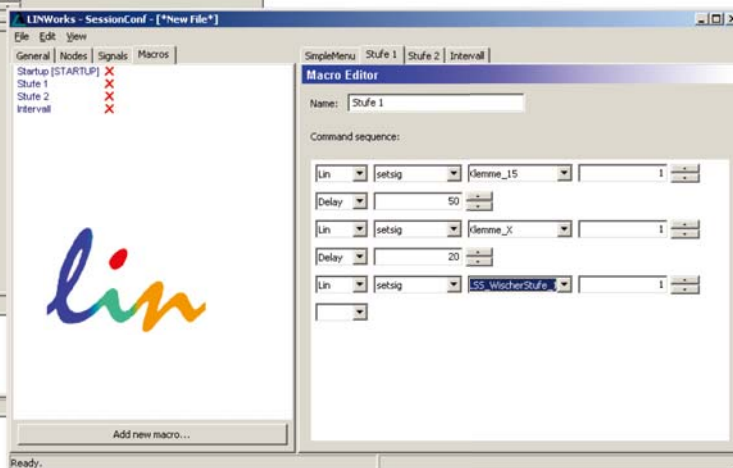 LINWorks - SessionConf - [*New File*]
File Edit View
General Nodes Signals Macros
Startup [STARTUP]
Stufe 1
Stufe 2
Intervall
lin
Add new macro...
Ready.
SimpleMenu Stufe 1 Stufe 2 Intervall
Macro Editor
Name: Stufe 1
Command sequence:
Lin setsig Klemme_15 1
Delay 50
Lin setsig Klemme_X 1
Delay 20
Lin setsig LSS_WischerStufe_ 1